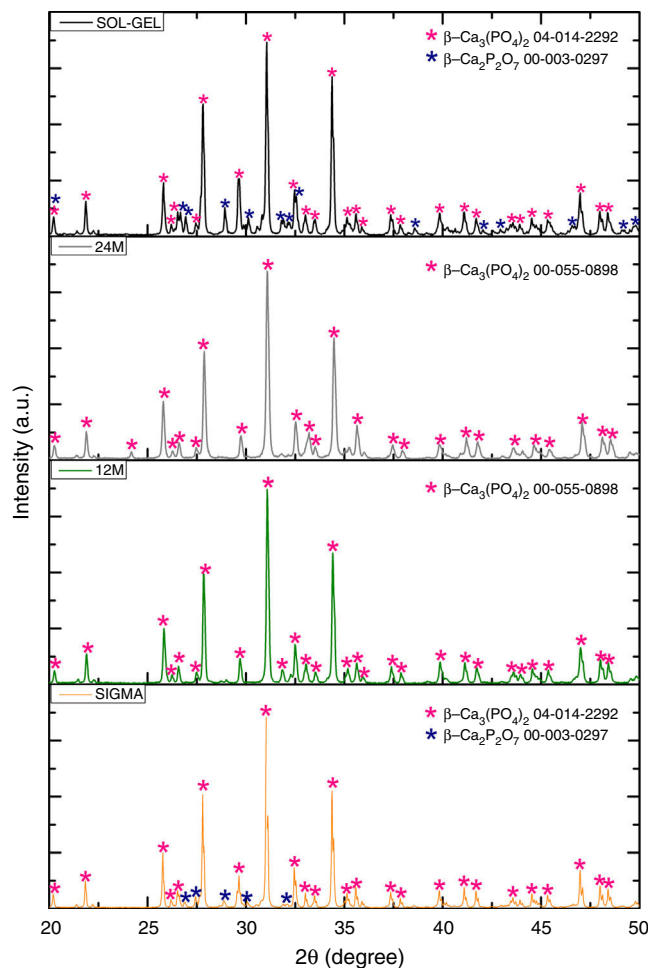 SOL-GEL
* β–Ca₃(PO₄)₂ 04-014-2292
* β–Ca₂P₂O₇ 00-003-0297
24M
* β–Ca₃(PO₄)₂ 00-055-0898
12M
* β–Ca₃(PO₄)₂ 00-055-0898
SIGMA
* β–Ca₃(PO₄)₂ 04-014-2292
* β–Ca₂P₂O₇ 00-003-0297
Intensity (a.u.)
20 25 30 35 40 45 50
2θ (degree)